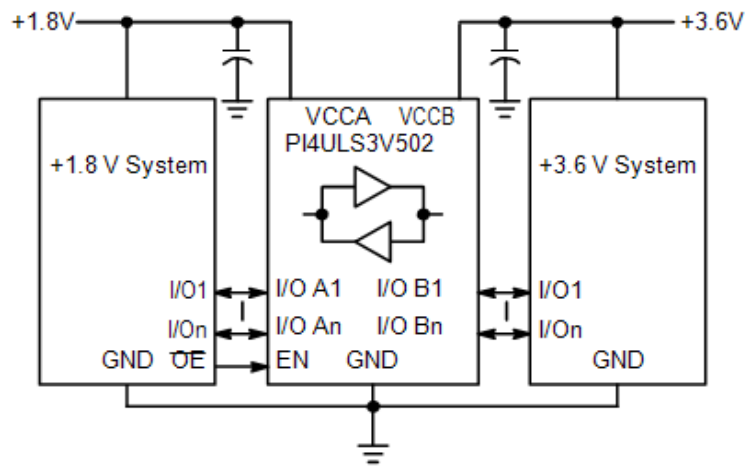 +1.8V
+3.6V
VCCA VCCB
PI4ULS3V502
+1.8 V System
+3.6 V System
I/O1
I/O A1
I/O B1
I/O1
I/On
I/O An
I/O Bn
I/On
GND
OE
EN
GND
GND